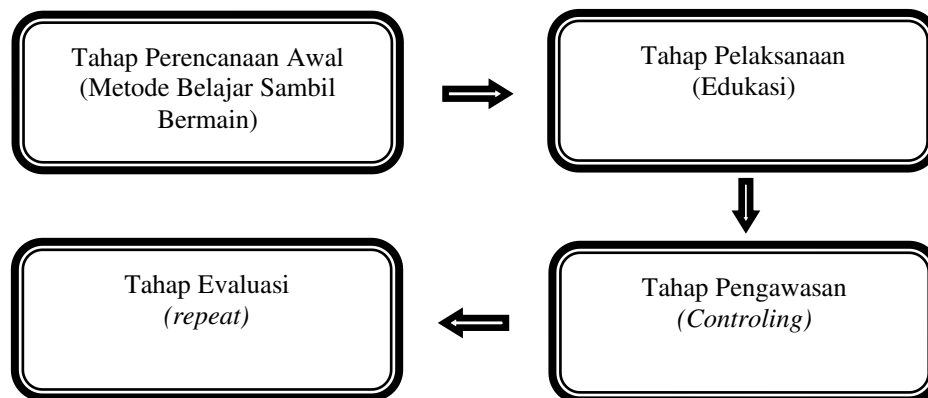 Tahap Perencanaan Awal
(Metode Belajar Sambil
Bermain)
Tahap Pelaksanaan
(Edukasi)
Tahap Pengawasan
(Controling)
Tahap Evaluasi
(repeat)